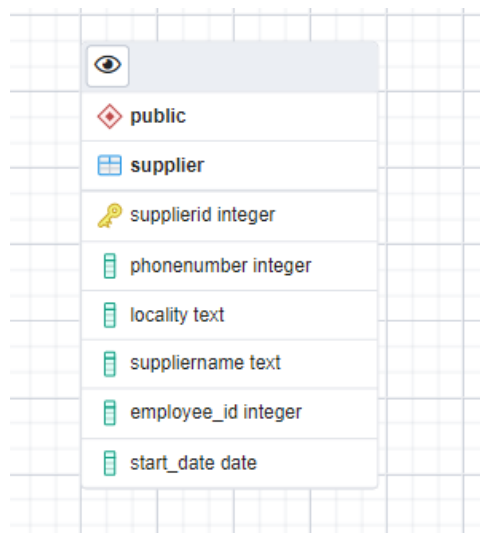 public
supplier
supplierid integer
phonenumber integer
locality text
suppliername text
employee_id integer
start_date date